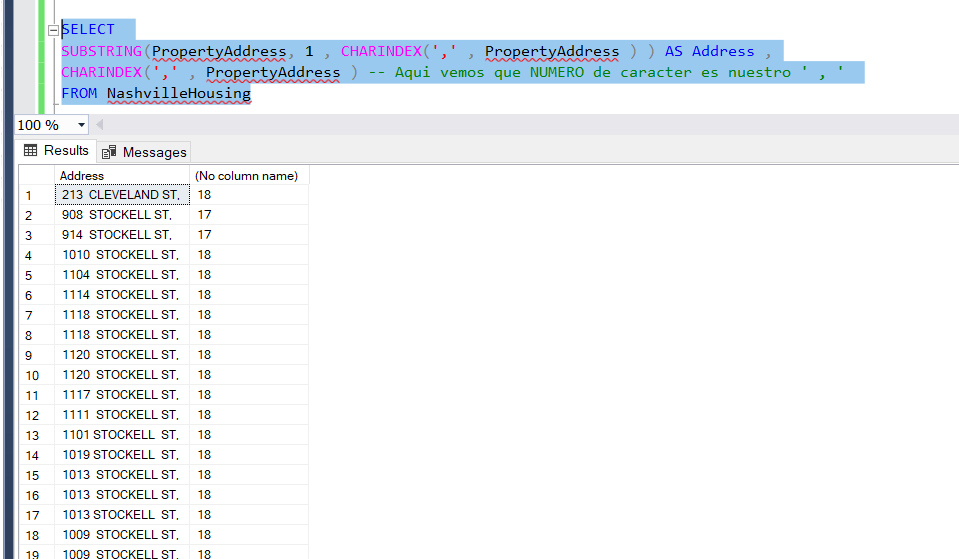 SELECT
SUBSTRING(PropertyAddress, 1 , CHARINDEX(',' , PropertyAddress ) ) AS Address ,
CHARINDEX(',' , PropertyAddress ) -- Aqui vemos que NUMERO de caracter es nuestro ' , '
FROM NashvilleHousing
100 %
Results Messages
Address (No column name)
1 213 CLEVELAND ST, 18
2 908 STOCKELL ST, 17
3 914 STOCKELL ST, 17
4 1010 STOCKELL ST, 18
5 1104 STOCKELL ST, 18
6 1114 STOCKELL ST, 18
7 1118 STOCKELL ST, 18
8 1118 STOCKELL ST, 18
9 1120 STOCKELL ST, 18
10 1120 STOCKELL ST, 18
11 1117 STOCKELL ST, 18
12 1111 STOCKELL ST, 18
13 1101 STOCKELL ST, 18
14 1019 STOCKELL ST, 18
15 1013 STOCKELL ST, 18
16 1013 STOCKELL ST, 18
17 1013 STOCKELL ST, 18
18 1009 STOCKELL ST, 18
19 1009 STOCKELL ST, 18